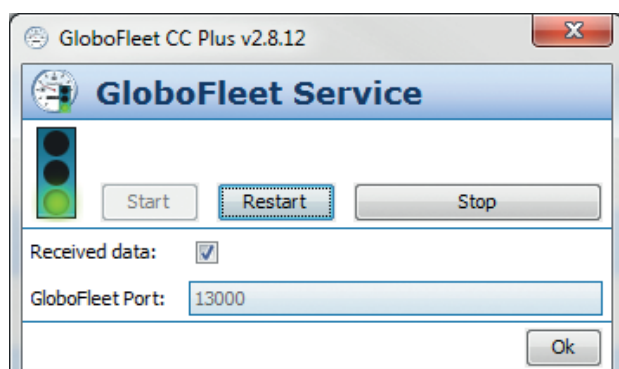 GloboFleet CC Plus v2.8.12
GloboFleet Service
Start Restart Stop
Received data:
GloboFleet Port: 13000
Ok